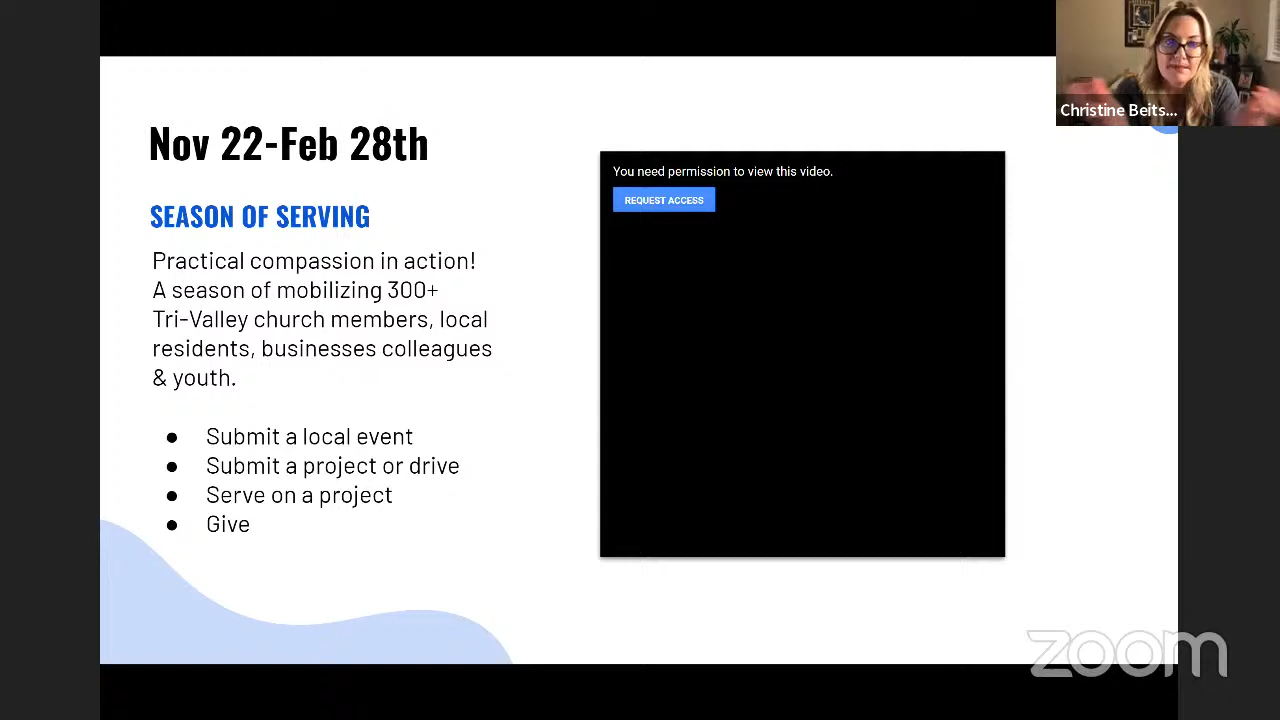 Christine Beits...
Nov 22-Feb 28th
SEASON OF SERVING
Practical compassion in action!
A season of mobilizing 300+
Tri-Valley church members, local
residents, businesses colleagues
& youth.
● Submit a local event
● Submit a project or drive
● Serve on a project
● Give
You need permission to view this video.
REQUEST ACCESS
zoom